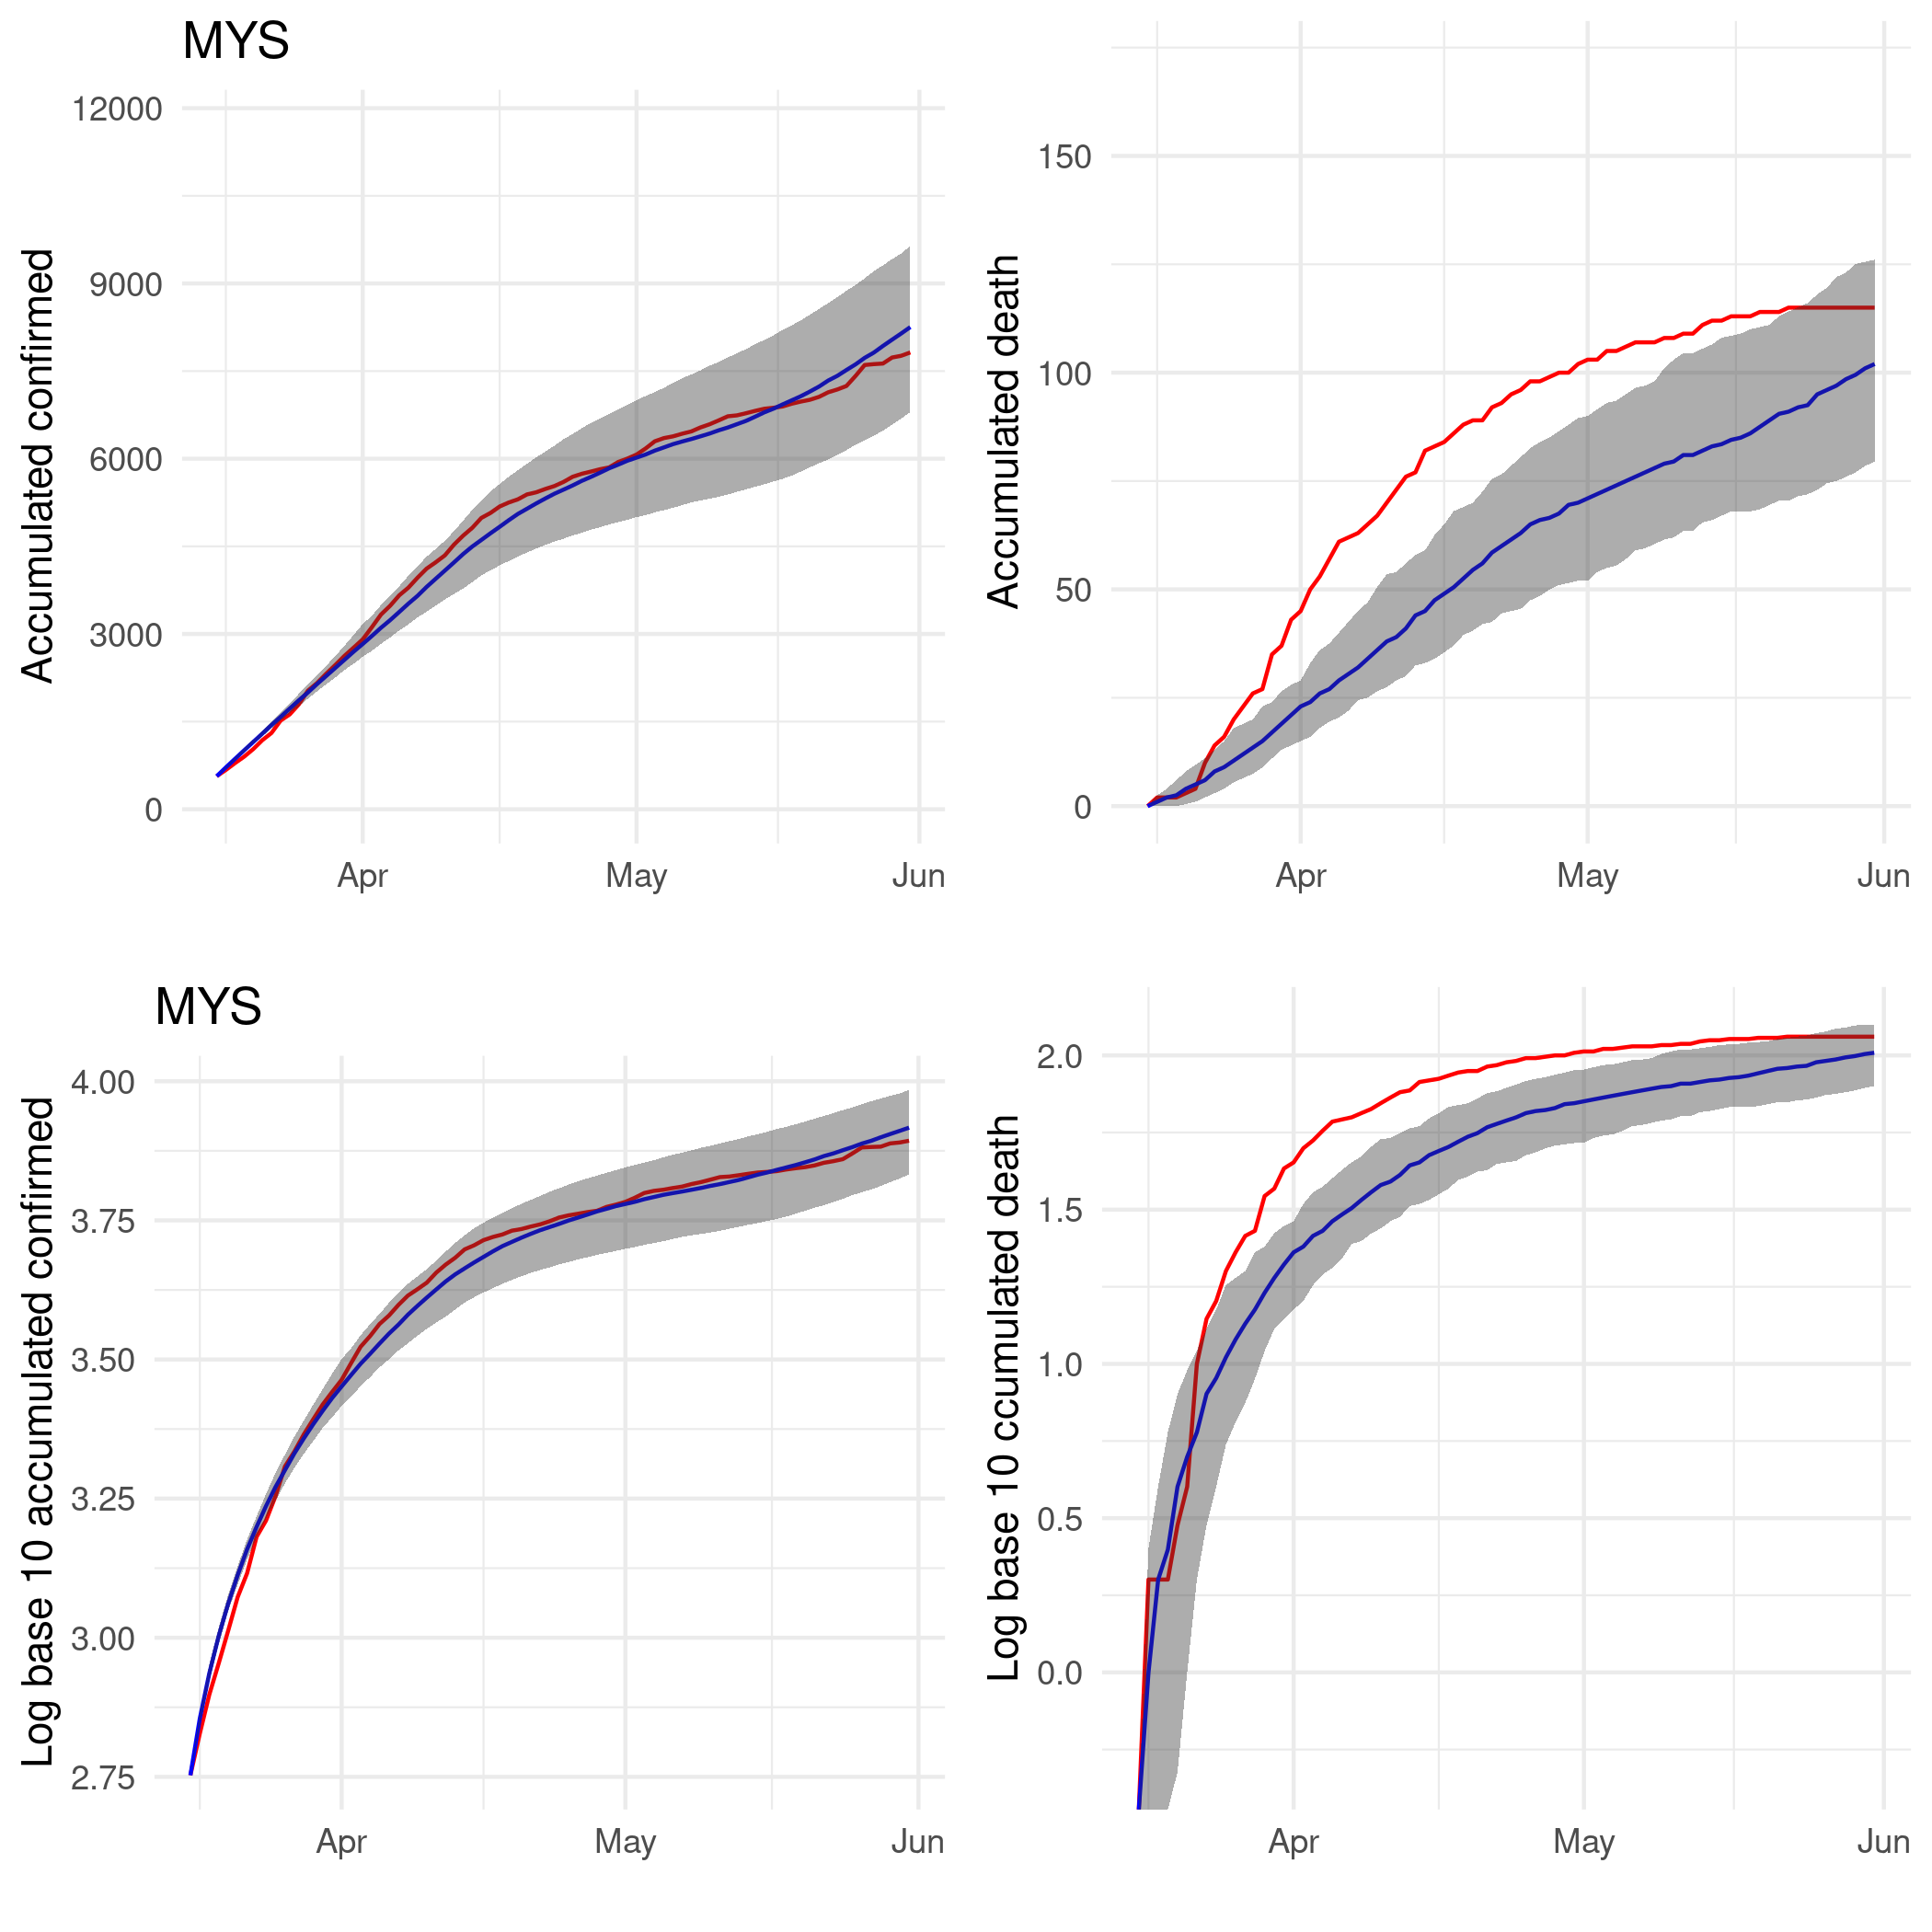 MYS
Accumulated confirmed
12000
9000
6000
3000
0
Apr May Jun
Accumulated death
150
100
50
0
Apr May Jun
MYS
Log base 10 accumulated confirmed
4.00
3.75
3.50
3.25
3.00
2.75
Apr May Jun
Log base 10 ccumulated death
2.0
1.5
1.0
0.5
0.0
Apr May Jun